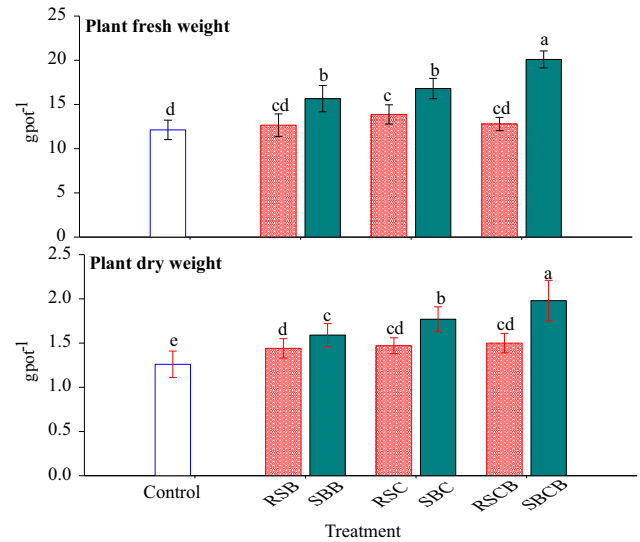 Plant fresh weight
25
20
15
10
5
0
gpot-1
d
cd
b
c
b
cd
a
Plant dry weight
2.5
2.0
1.5
1.0
0.5
0.0
gpot-1
e
d
c
cd
b
cd
a
Control
RSB
SBB
RSC
SBC
RSCB
SBCB
Treatment